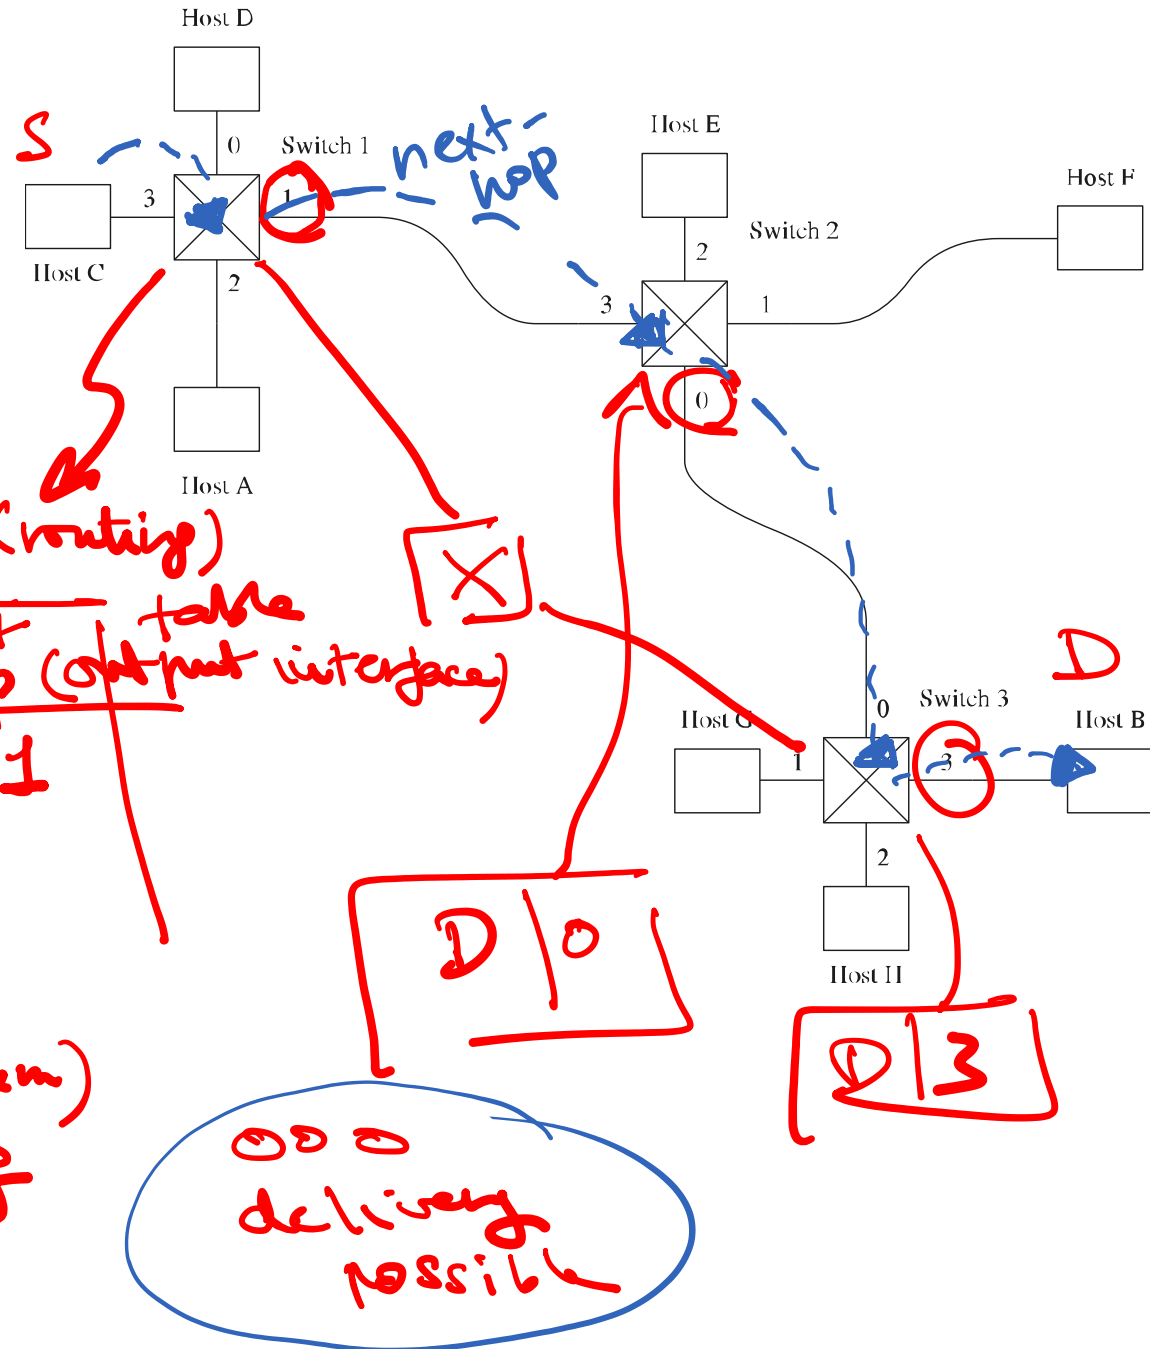 Host D
S
0
Switch 1
next-
hop
Host E
3
1
Host F
Host C
2
2
Switch 2
3
1
0
Host A
(routing)
table
(output interface)
1
D
0
Switch 3
Host G
Host B
1
3
2
D 0
Host H
D 3
000
delivery
possible